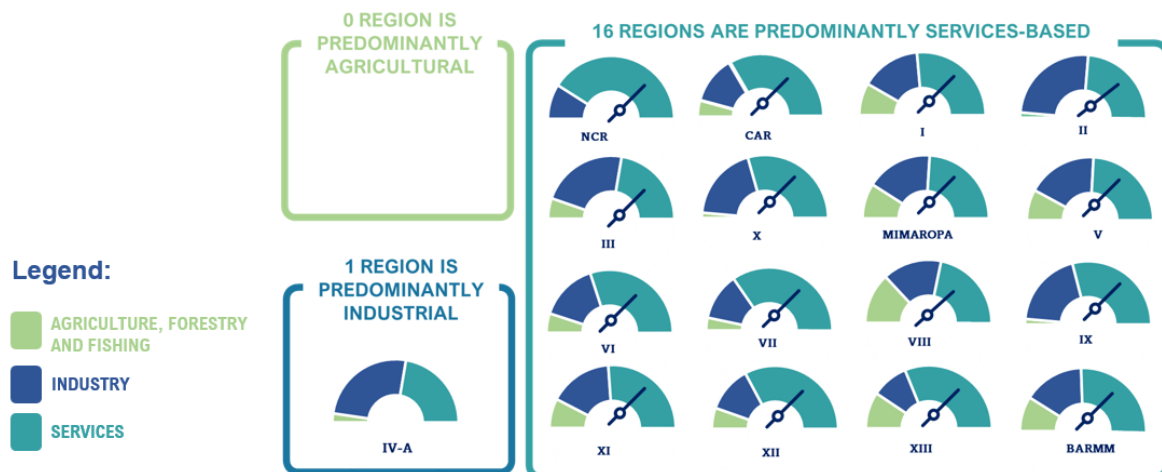 0 REGION IS
PREDOMINANTLY
AGRICULTURAL
16 REGIONS ARE PREDOMINANTLY SERVICES-BASED
NCR
CAR
I
II
III
X
MIMAROPA
V
VI
VII
VIII
IX
XI
XII
XIII
BARMM
1 REGION IS
PREDOMINANTLY
INDUSTRIAL
IV-A
Legend:
AGRICULTURE, FORESTRY
AND FISHING
INDUSTRY
SERVICES